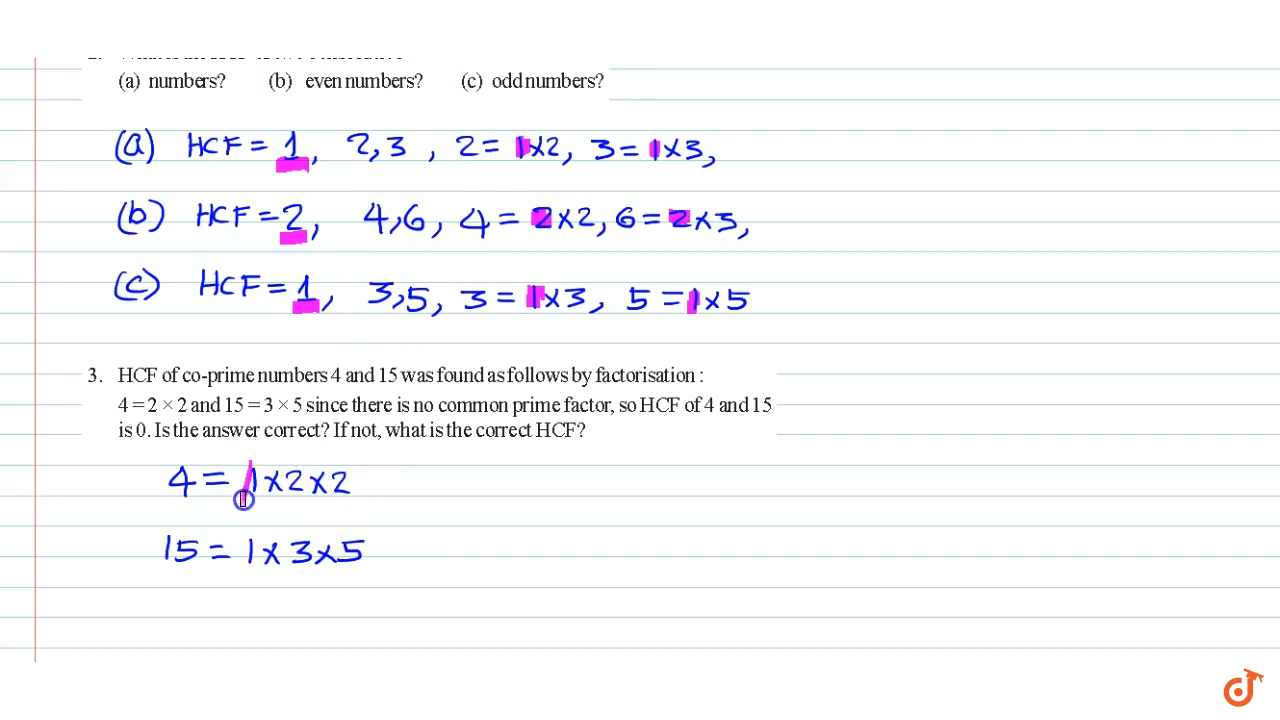 (a) numbers? (b) even numbers? (c) odd numbers?
(a) HCF = 1, 2,3 , 2 = 1×2, 3 = 1×3,
(b) HCF = 2, 4,6, 4 = 2×2, 6 = 2×3,
(c) HCF = 1, 3,5, 3 = 1×3, 5 = 1×5
3. HCF of co-prime numbers 4 and 15 was found as follows by factorisation :
4 = 2 × 2 and 15 = 3 × 5 since there is no common prime factor, so HCF of 4 and 15
is 0. Is the answer correct? If not, what is the correct HCF?
4 = 1×2×2
15 = 1×3×5